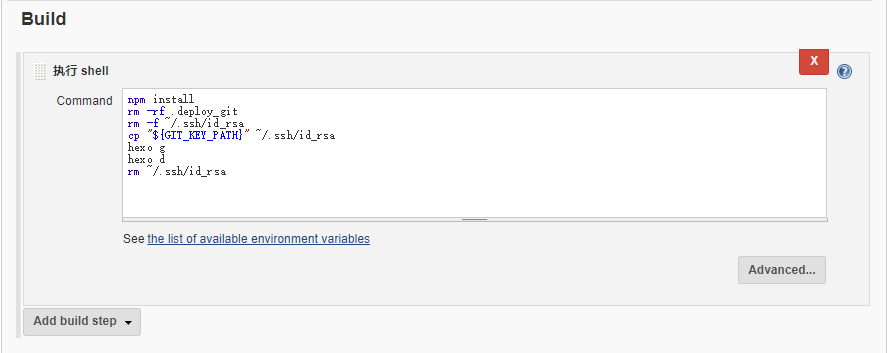 Build
执行 shell
X
Command
npm install
rm -rf .deploy_git
rm -f ~/.ssh/id_rsa
cp "${GIT_KEY_PATH}" ~/.ssh/id_rsa
hexo g
hexo d
rm ~/.ssh/id_rsa
See the list of available environment variables
Advanced...
Add build step